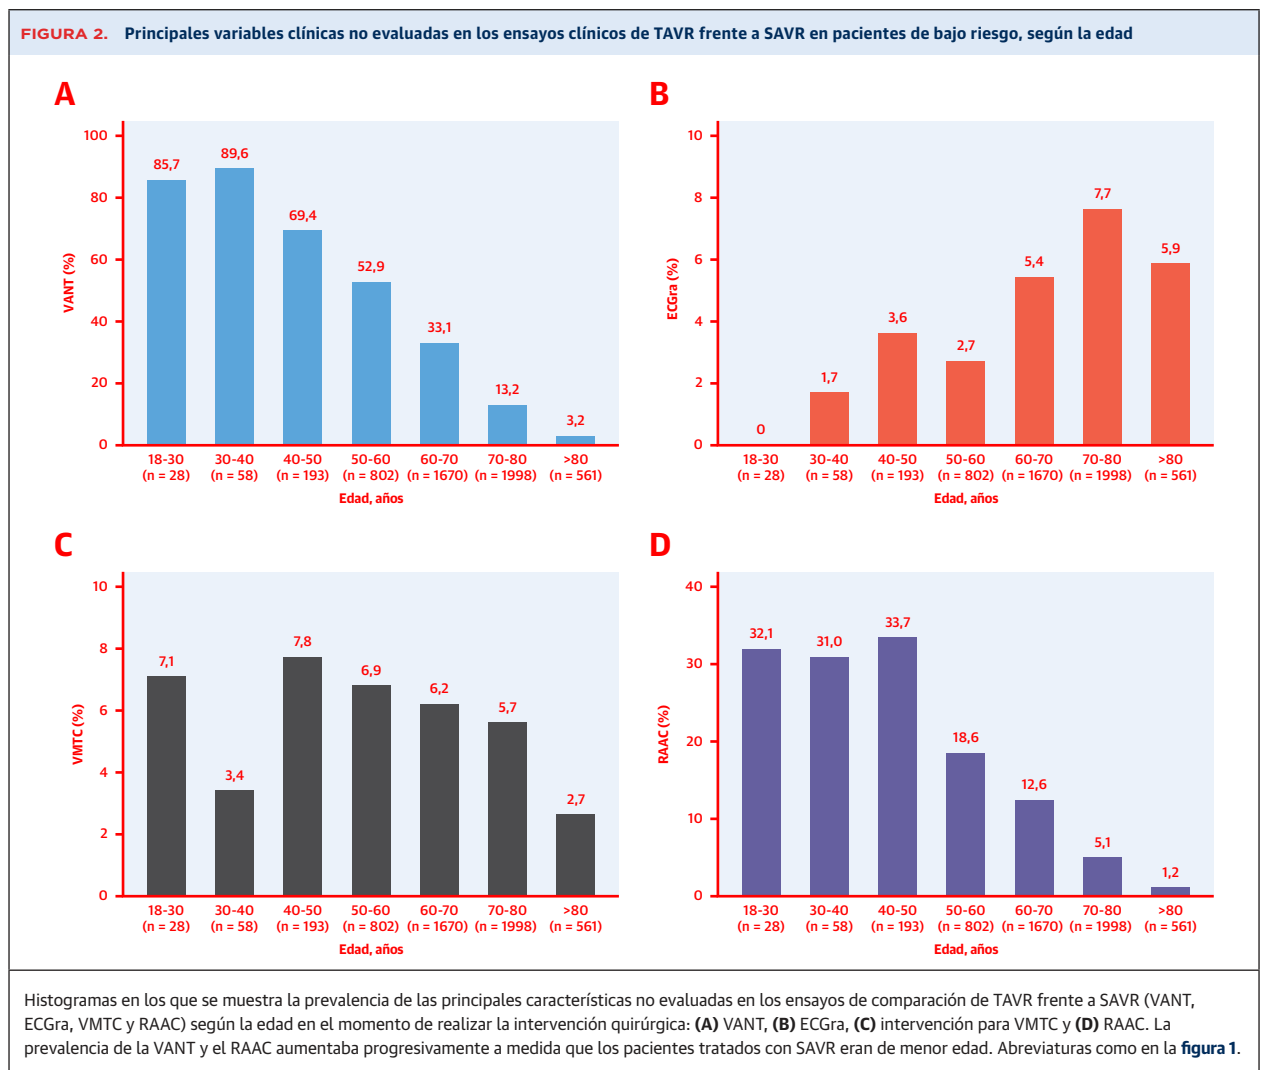 FIGURA 2. Principales variables clínicas no evaluadas en los ensayos clínicos de TAVR frente a SAVR en pacientes de bajo riesgo, según la edad
A
VANT (%)
100
80
60
40
20
0
85,7
89,6
69,4
52,9
33,1
13,2
3,2
18-30 30-40 40-50 50-60 60-70 70-80 >80
(n = 28) (n = 58) (n = 193) (n = 802) (n = 1670) (n = 1998) (n = 561)
Edad, años
B
ECGra (%)
10
8
6
4
2
0
0
1,7
3,6
2,7
5,4
7,7
5,9
18-30 30-40 40-50 50-60 60-70 70-80 >80
(n = 28) (n = 58) (n = 193) (n = 802) (n = 1670) (n = 1998) (n = 561)
Edad, años
C
VMTC (%)
10
8
6
4
2
0
7,1
3,4
7,8
6,9
6,2
5,7
2,7
18-30 30-40 40-50 50-60 60-70 70-80 >80
(n = 28) (n = 58) (n = 193) (n = 802) (n = 1670) (n = 1998) (n = 561)
Edad, años
D
RAAC (%)
40
30
20
10
0
32,1
31,0
33,7
18,6
12,6
5,1
1,2
18-30 30-40 40-50 50-60 60-70 70-80 >80
(n = 28) (n = 58) (n = 193) (n = 802) (n = 1670) (n = 1998) (n = 561)
Edad, años
Histogramas en los que se muestra la prevalencia de las principales características no evaluadas en los ensayos de comparación de TAVR frente a SAVR (VANT,
ECGra, VMTC y RAAC) según la edad en el momento de realizar la intervención quirúrgica: (A) VANT, (B) ECGra, (C) intervención para VMTC y (D) RAAC. La
prevalencia de la VANT y el RAAC aumentaba progresivamente a medida que los pacientes tratados con SAVR eran de menor edad. Abreviaturas como en la figura 1.